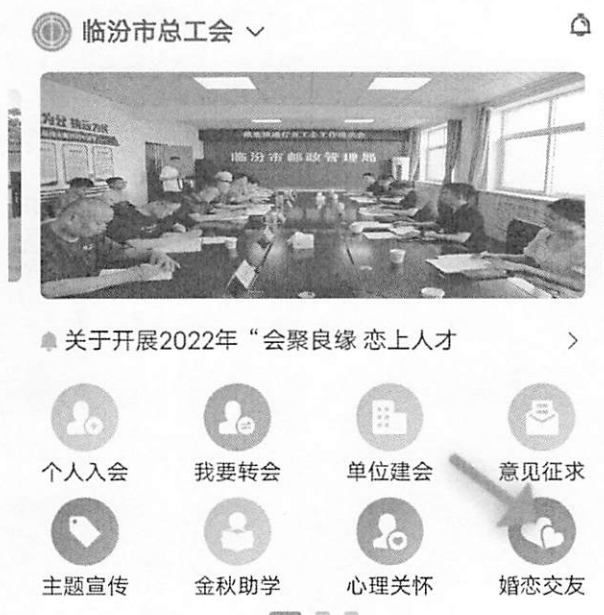 临汾市总工会
临汾市邮政管理局
关于开展2022年“会聚良缘 恋上人才
个人入会 我要转会 单位建会 意见征求
主题宣传 金秋助学 心理关怀 婚恋交友